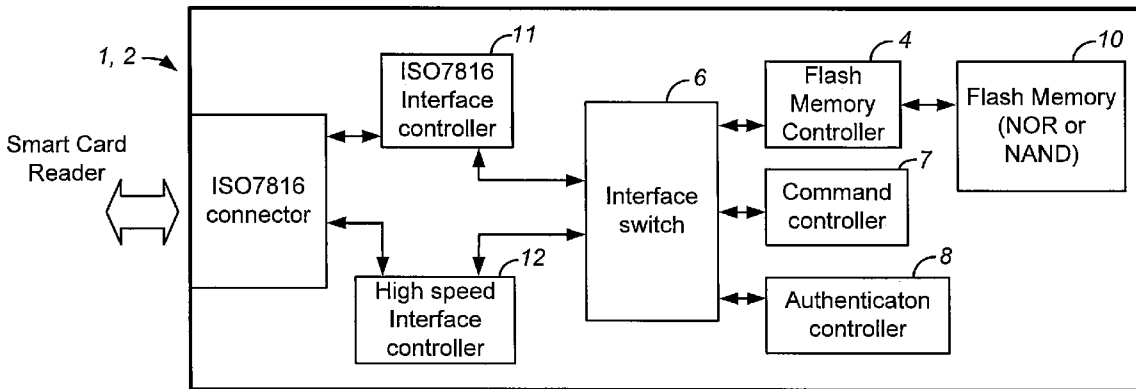 1, 2
Smart Card
Reader
ISO7816
connector
11
ISO7816
Interface
controller
12
High speed
Interface
controller
6
Interface
switch
4
Flash
Memory
Controller
10
Flash Memory
(NOR or
NAND)
7
Command
controller
8
Authenticaton
controller